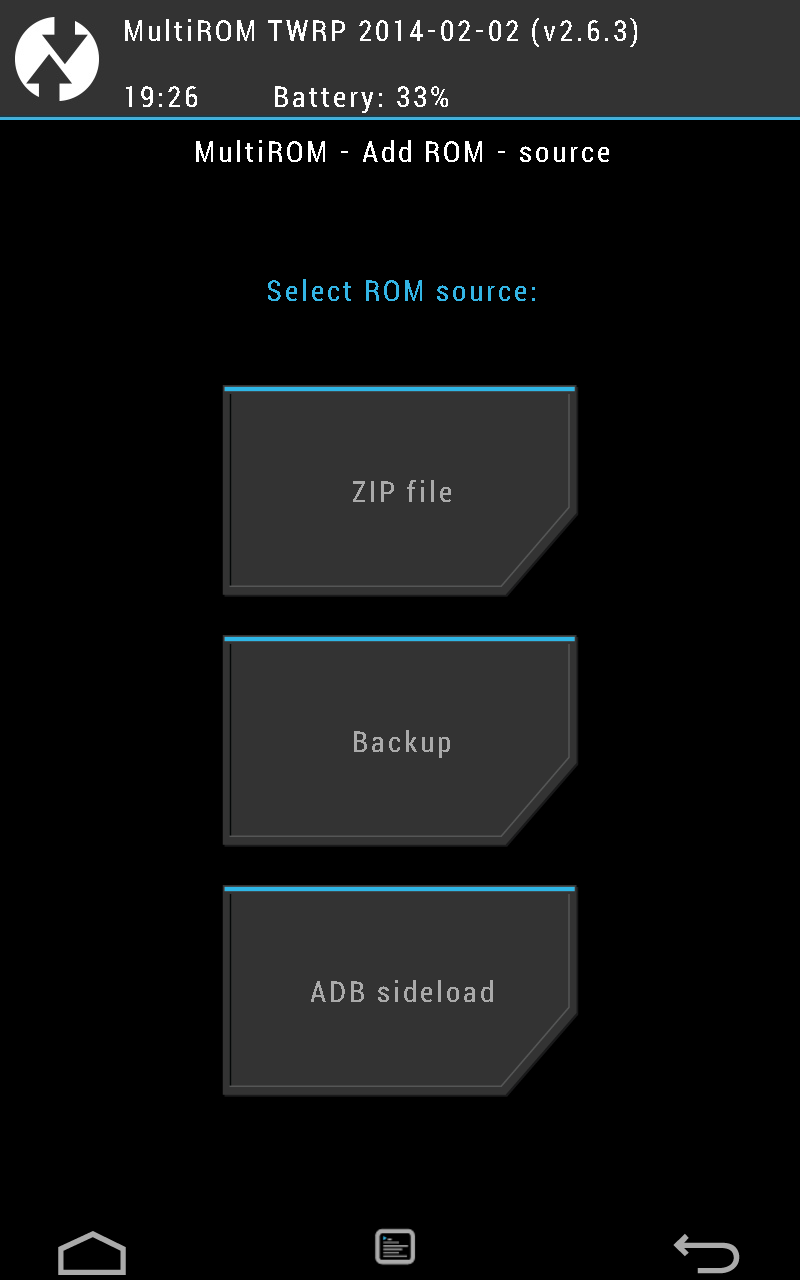 MultiROM TWRP 2014-02-02 (v2.6.3)
19:26 Battery: 33%
MultiROM - Add ROM - source
Select ROM source:
ZIP file
Backup
ADB sideload